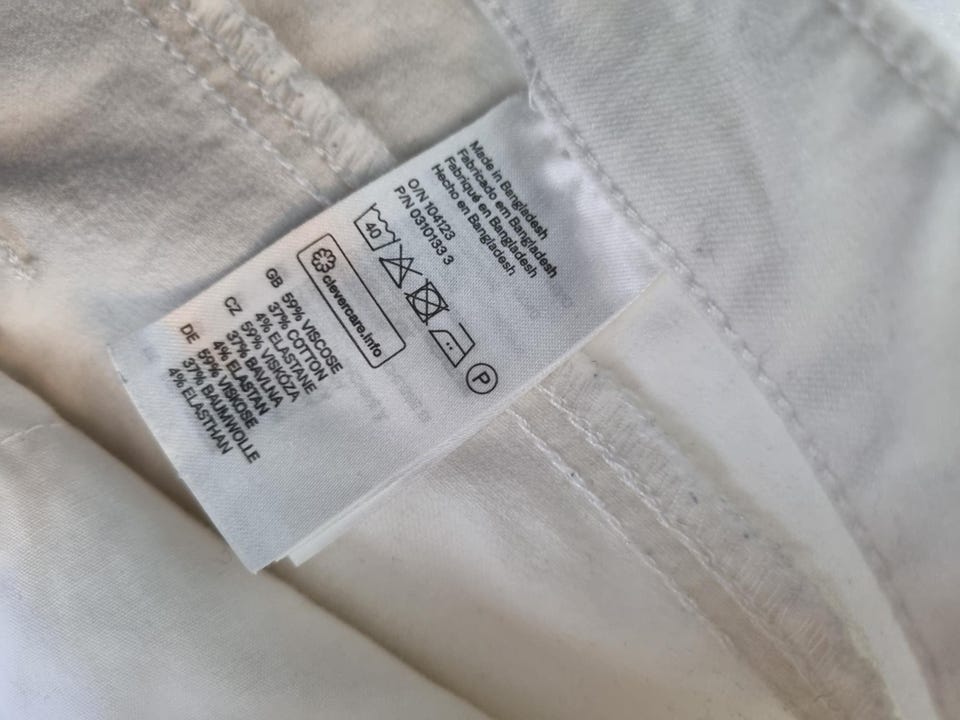 Made in Bangladesh
Fabricado em Bangladesh
Fabriqué en Bangladesh
Hecho en Bangladesh
O/N 104123
P/N 0310133 3
40
P
clevercare.info
GB 59% VISCOSE
37% COTTON
4% ELASTANE
CZ 59% VISKÓZA
37% BAVLNA
4% ELASTAN
DE 59% VISKOSE
37% BAUMWOLLE
4% ELASTHAN